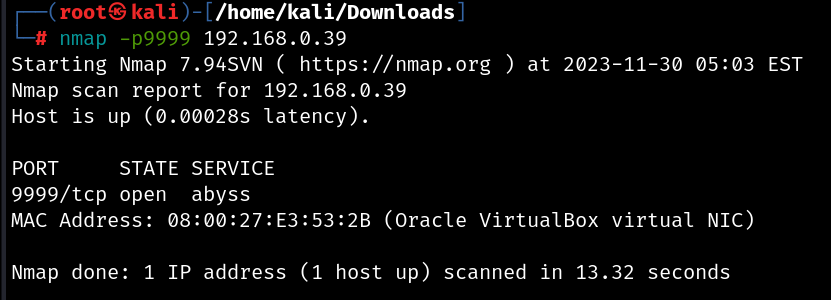 ┌──(root㉿kali)-[/home/kali/Downloads]
└─# nmap -p9999 192.168.0.39
Starting Nmap 7.94SVN ( https://nmap.org ) at 2023-11-30 05:03 EST
Nmap scan report for 192.168.0.39
Host is up (0.00028s latency).

PORT     STATE SERVICE
9999/tcp open  abyss
MAC Address: 08:00:27:E3:53:2B (Oracle VirtualBox virtual NIC)

Nmap done: 1 IP address (1 host up) scanned in 13.32 seconds